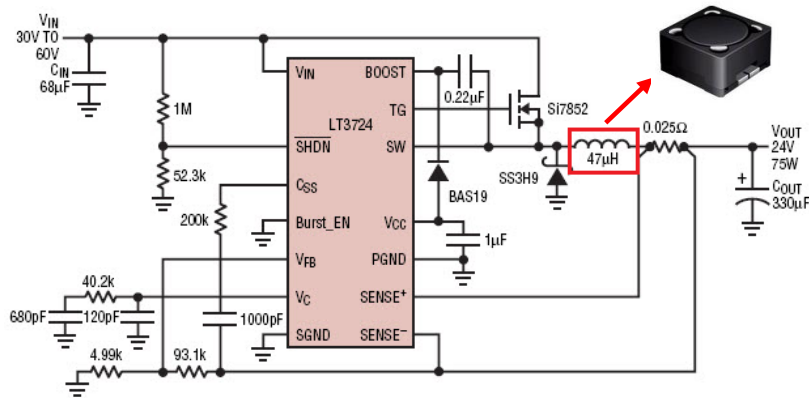 VIN
30V TO
60V
CIN
68µF
1M
52.3k
200k
40.2k
680pF
120pF
4.99k
93.1k
1000pF
VIN
SHDN
CSS
Burst_EN
VFB
VC
SGND
LT3724
BOOST
TG
SW
VCC
PGND
SENSE+
SENSE−
0.22µF
BAS19
1µF
Si7852
SS3H9
47µH
0.025Ω
VOUT
24V
75W
+
COUT
330µF